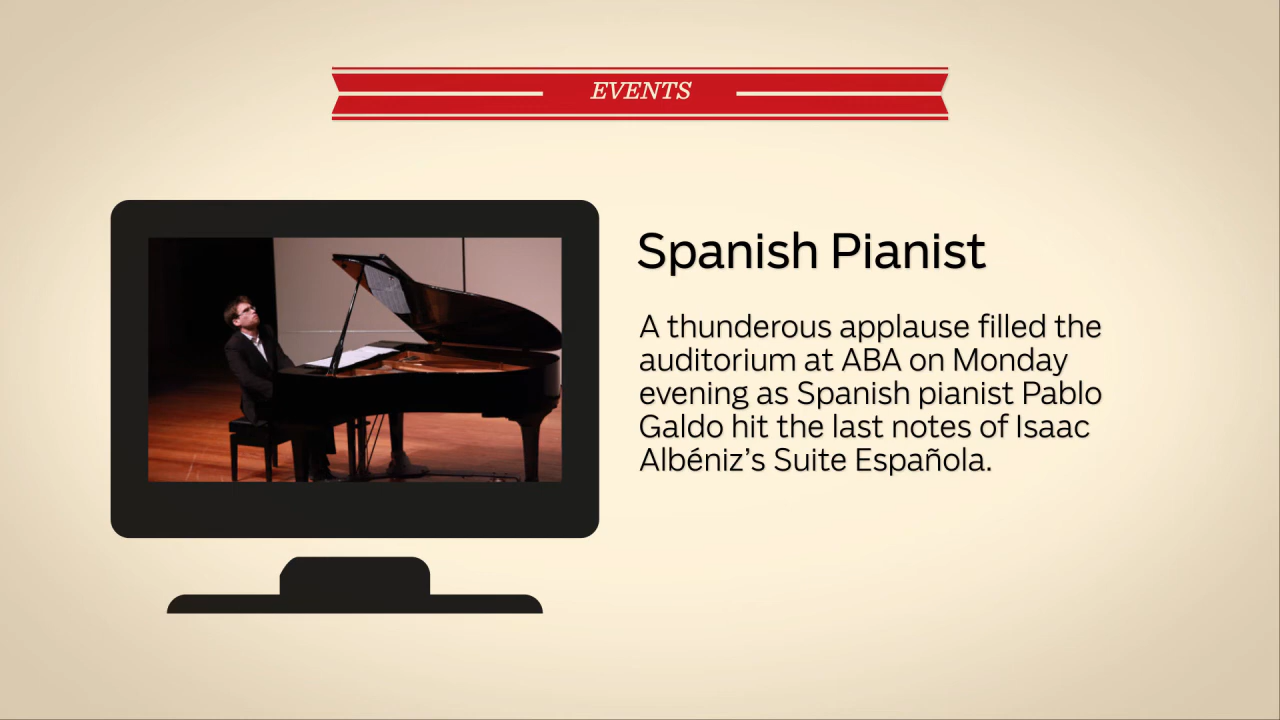 EVENTS
Spanish Pianist
A thunderous applause filled the
auditorium at ABA on Monday
evening as Spanish pianist Pablo
Galdo hit the last notes of Isaac
Albéniz’s Suite Española.